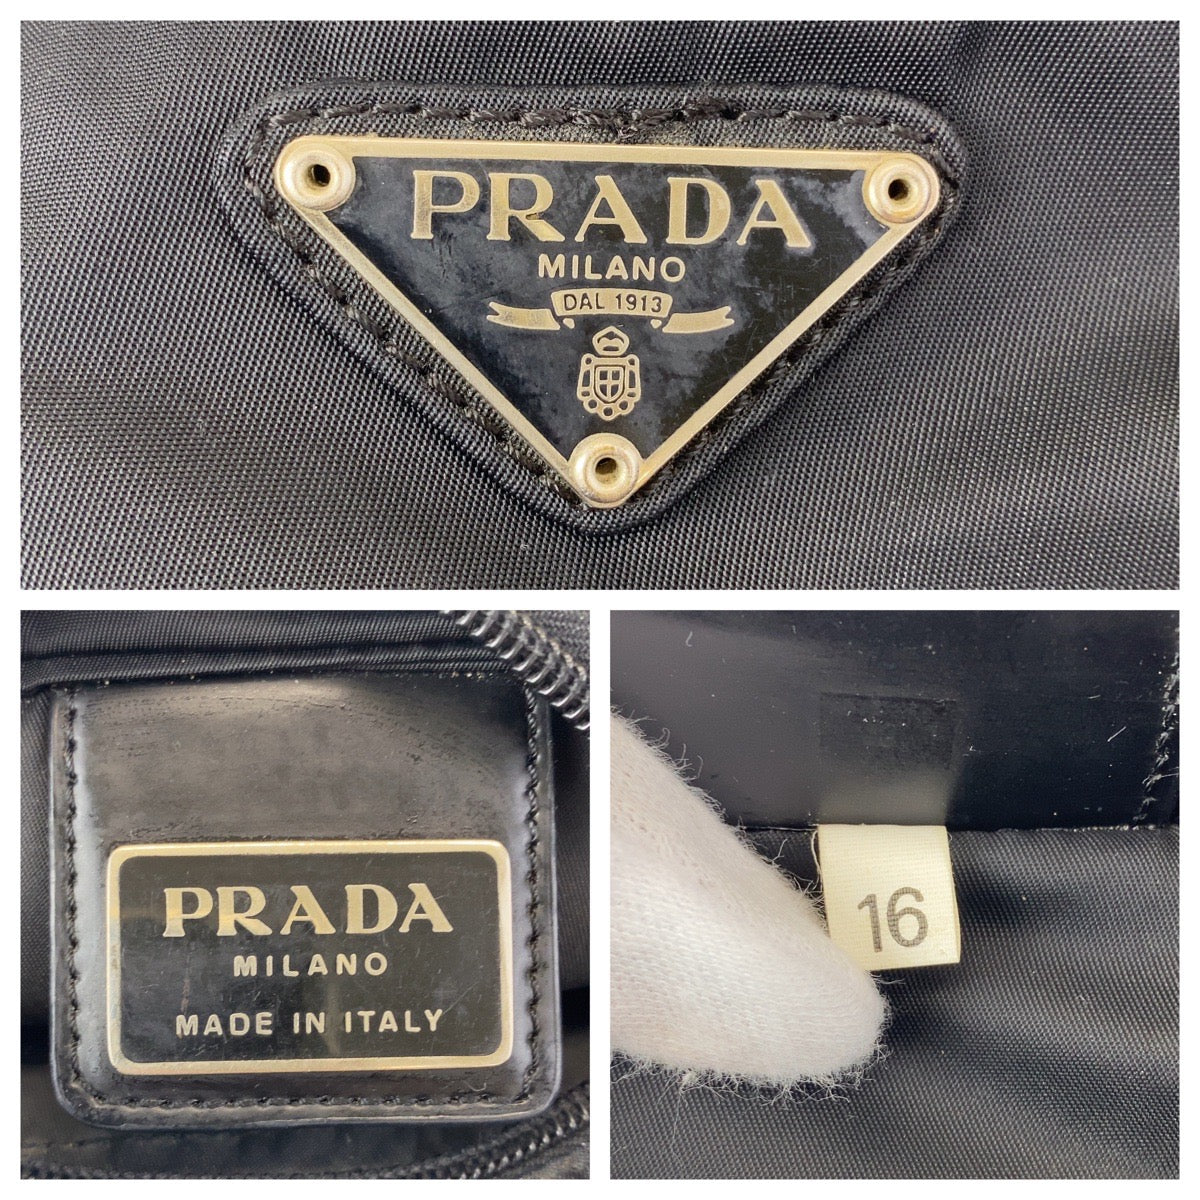 PRADA
MILANO
DAL 1913
PRADA
MILANO
MADE IN ITALY
16